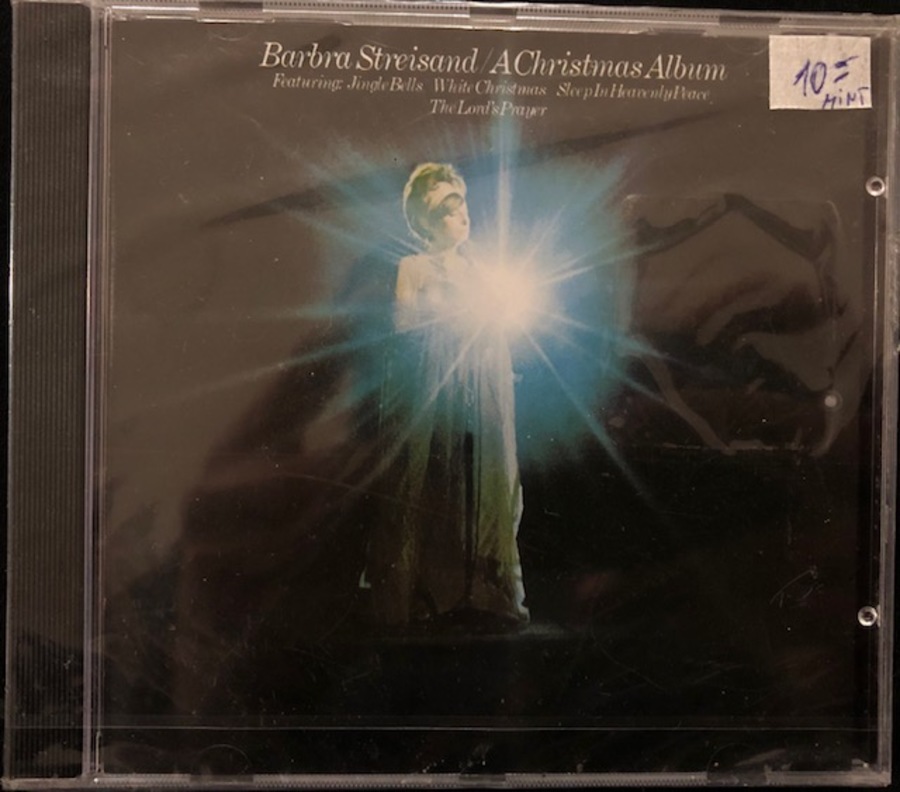 Barbra Streisand / A Christmas Album
Featuring: Jingle Bells White Christmas Sleep In Heavenly Peace
The Lord's Prayer
10=
MiNT